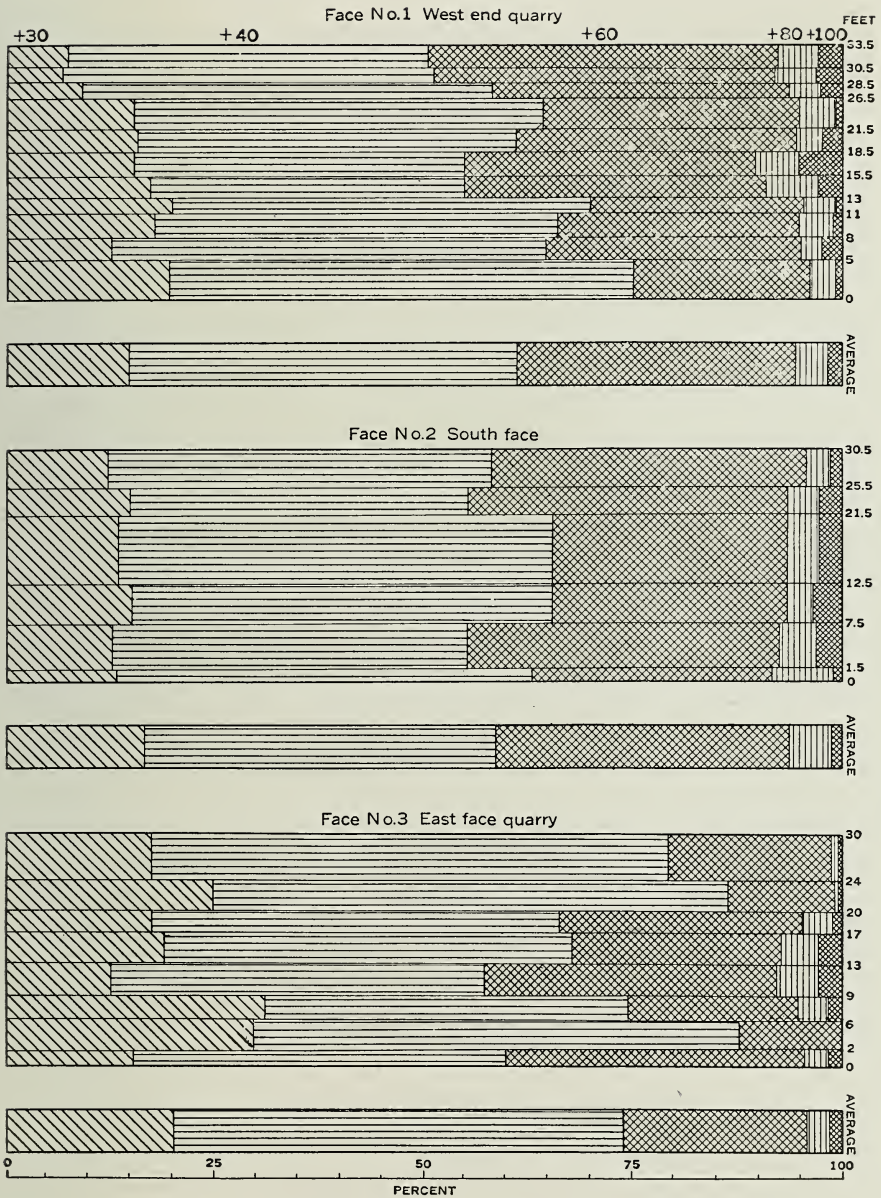 Face No.1 West end quarry
FEET
+30 +40 +60 +80 +100
33.5
30.5
28.5
26.5
21.5
18.5
15.5
13
11
8
5
0
AVERAGE
Face No.2 South face
30.5
25.5
21.5
12.5
7.5
1.5
0
AVERAGE
Face No.3 East face quarry
30
24
20
17
13
9
6
2
0
AVERAGE
0 25 50 75 100
PERCENT